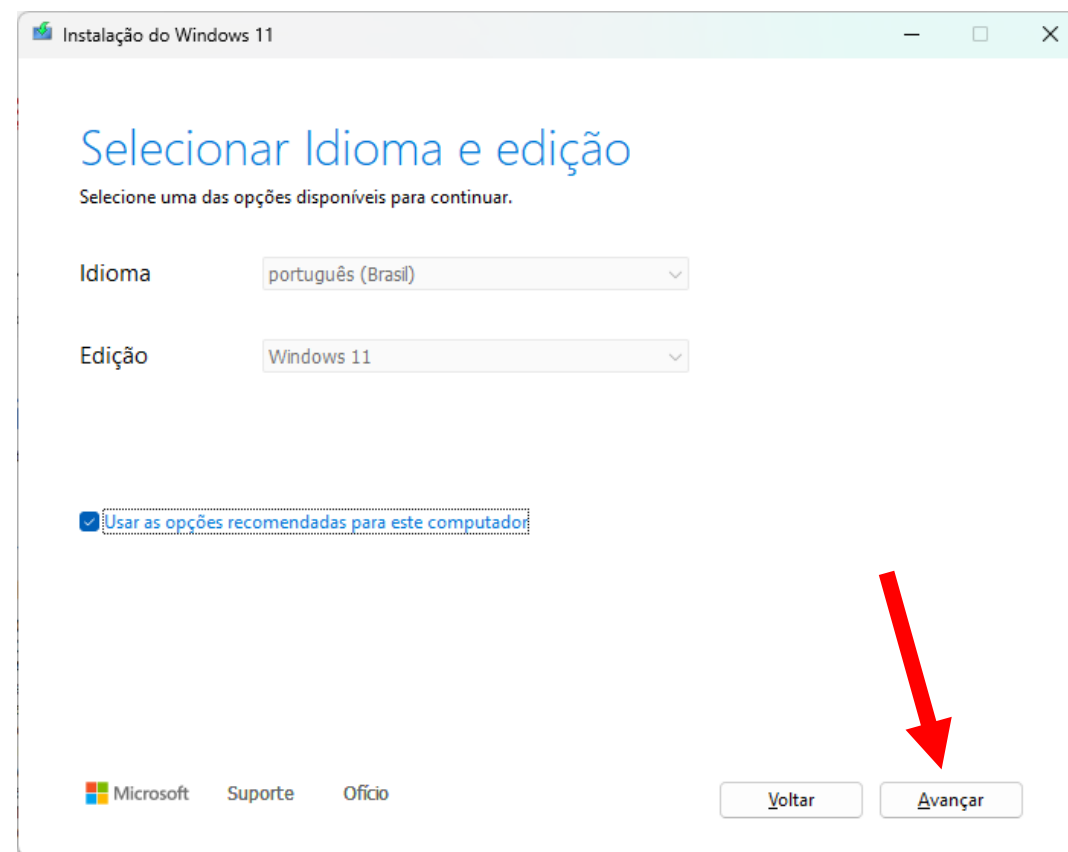 Instalação do Windows 11
Selecionar Idioma e edição
Selecione uma das opções disponíveis para continuar.
Idioma
português (Brasil)
Edição
Windows 11
Usar as opções recomendadas para este computador
Microsoft Suporte Ofício
Voltar Avançar